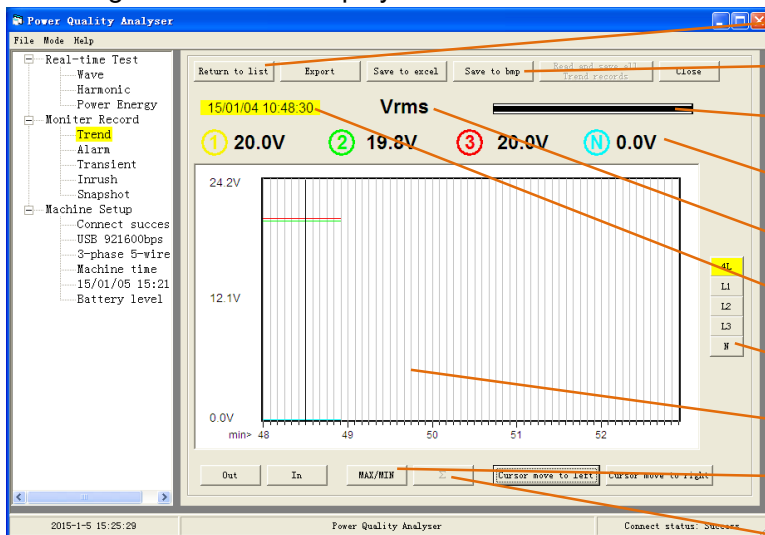 Power Quality Analyser
File Mode Help
Real-time Test
Wave
Harmonic
Power Energy
Moniter Record
Trend
Alarm
Transient
Inrush
Snapshot
Machine Setup
Connect succes
USB 921600bps
3-phase 5-wire
Machine time
15/01/05 15:21
Battery level
Return to list Export Save to excel Save to bmp Read and save all Trend records Close
15/01/04 10:48:30 Vrms
1 20.0V 2 19.8V 3 20.0V N 0.0V
24.2V
12.1V
0.0V
min> 48 49 50 51 52
4L
L1
L2
L3
N
Out In MAX/MIN Σ Cursor move to left Cursor move to right
2015-1-5 15:25:29 Power Quality Analyser Connect status: Success